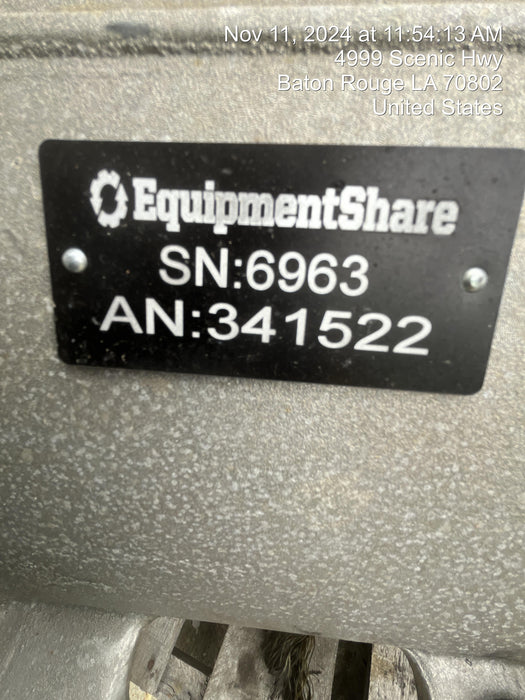 Nov 11, 2024 at 11:54:13 AM
4999 Scenic Hwy
Baton Rouge LA 70802
United States
EquipmentShare
SN:6963
AN:341522